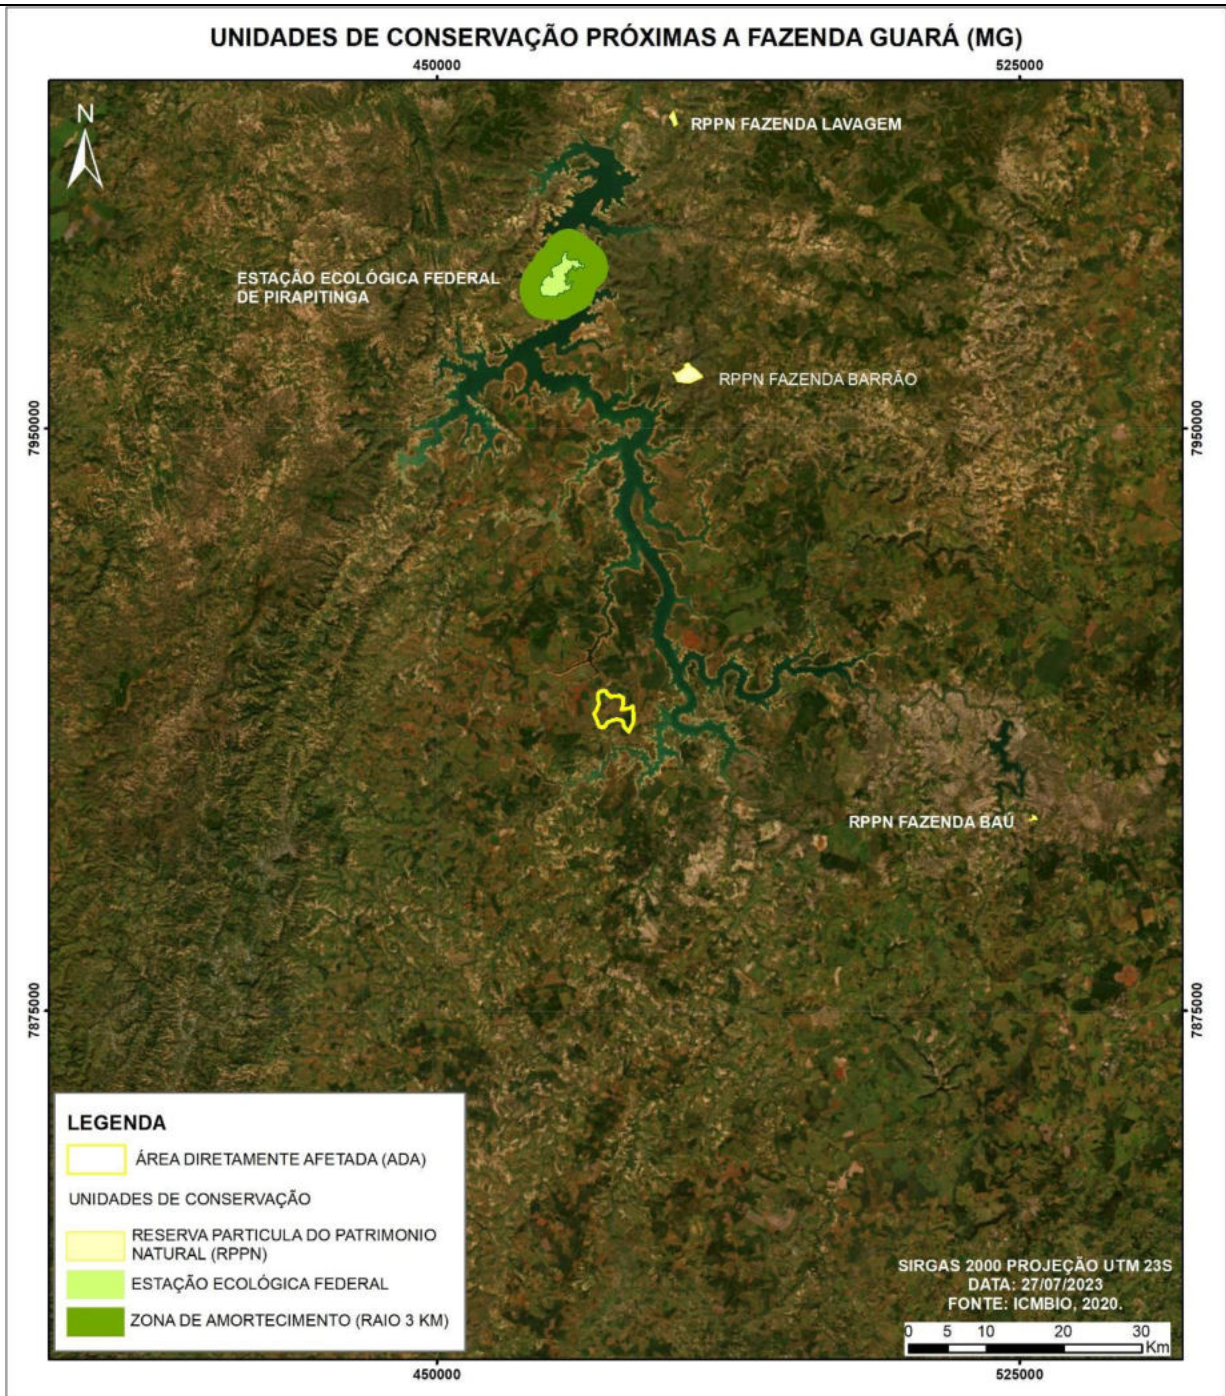 UNIDADES DE CONSERVAÇÃO PRÓXIMAS A FAZENDA GUARÁ (MG)
450000
525000
N
RPPN FAZENDA LAVAGEM
ESTAÇÃO ECOLÓGICA FEDERAL
DE PIRAPITINGA
RPPN FAZENDA BARRÃO
7950000
7950000
RPPN FAZENDA BAÚ
7875000
7875000
LEGENDA
ÁREA DIRETAMENTE AFETADA (ADA)
UNIDADES DE CONSERVAÇÃO
RESERVA PARTICULA DO PATRIMONIO
NATURAL (RPPN)
ESTAÇÃO ECOLÓGICA FEDERAL
ZONA DE AMORTECIMENTO (RAIO 3 KM)
SIRGAS 2000 PROJEÇÃO UTM 23S
DATA: 27/07/2023
FONTE: ICMBIO, 2020.
0 5 10 20 30
Km
450000
525000